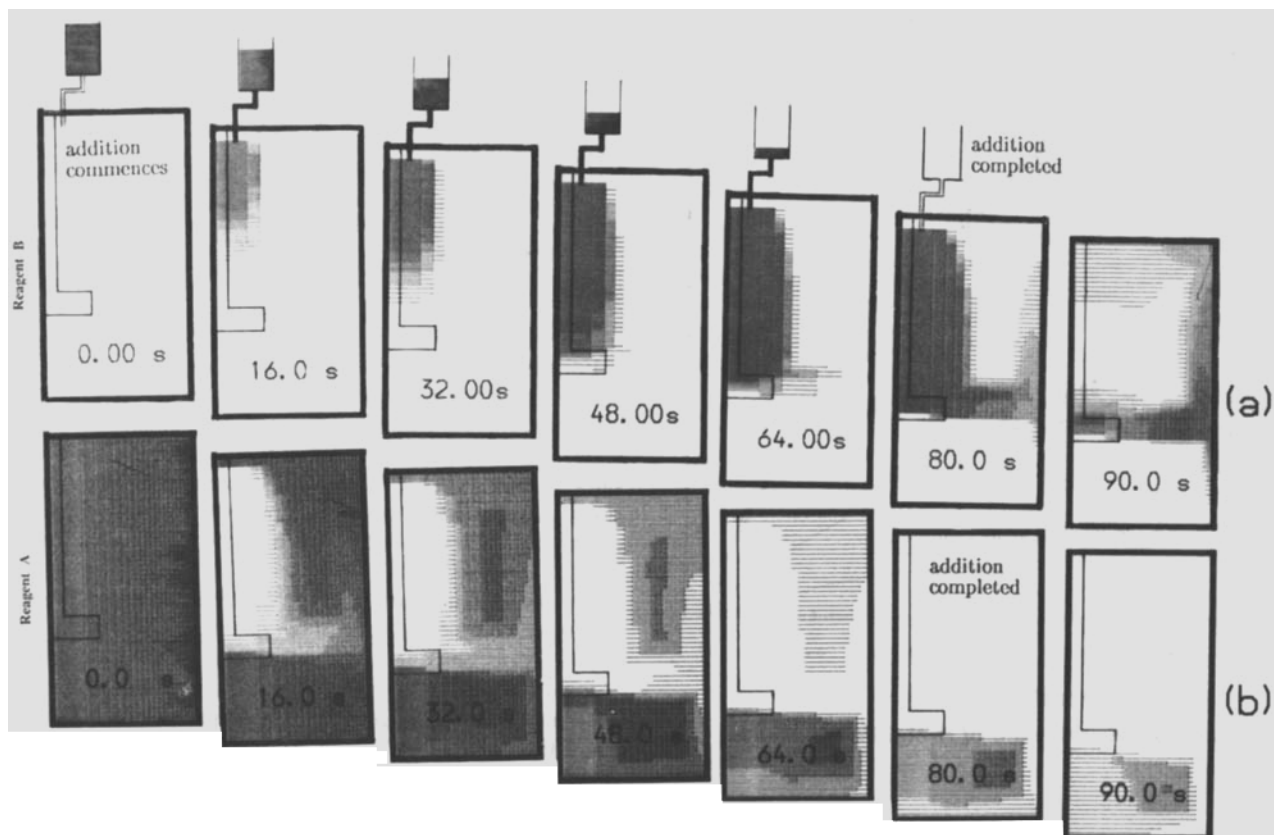 addition
commences
addition
completed
Reagent B
0.00 s
16.0 s
32.00s
48.00s
64.00s
80.0 s
90.0 s
(a)
Reagent A
addition
completed
0.0 s
16.0 s
32.0 s
48.0 s
64.0 s
80.0 s
90.0 s
(b)